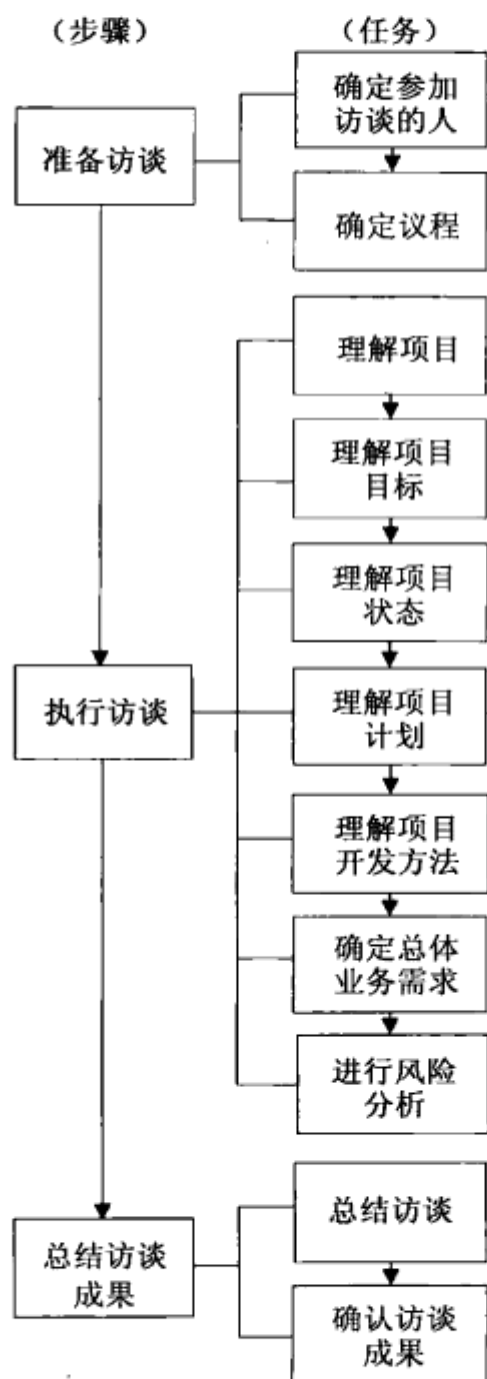 （步骤）
（任务）
准备访谈
确定参加
访谈的人
确定议程
执行访谈
理解项目
理解项目
目标
理解项目
状态
理解项目
计划
理解项目
开发方法
确定总体
业务需求
进行风险
分析
总结访谈
成果
总结访谈
确认访谈
成果